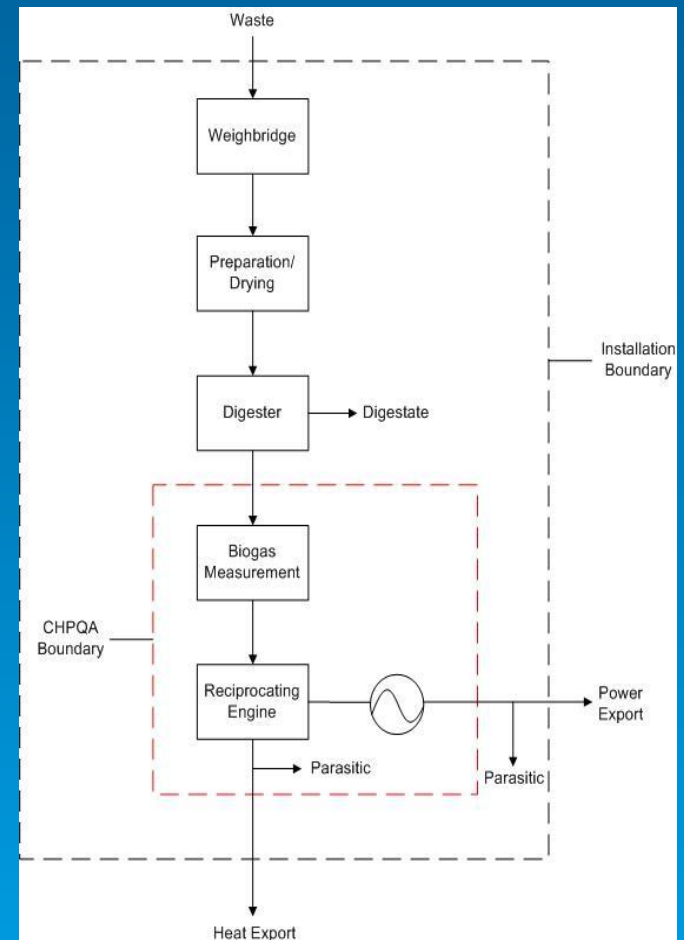 Waste
Weighbridge
Preparation/
Drying
Installation
Boundary
Digester
Digestate
Biogas
Measurement
CHPQA
Boundary
Reciprocating
Engine
Power
Export
Parasitic
Parasitic
Heat Export